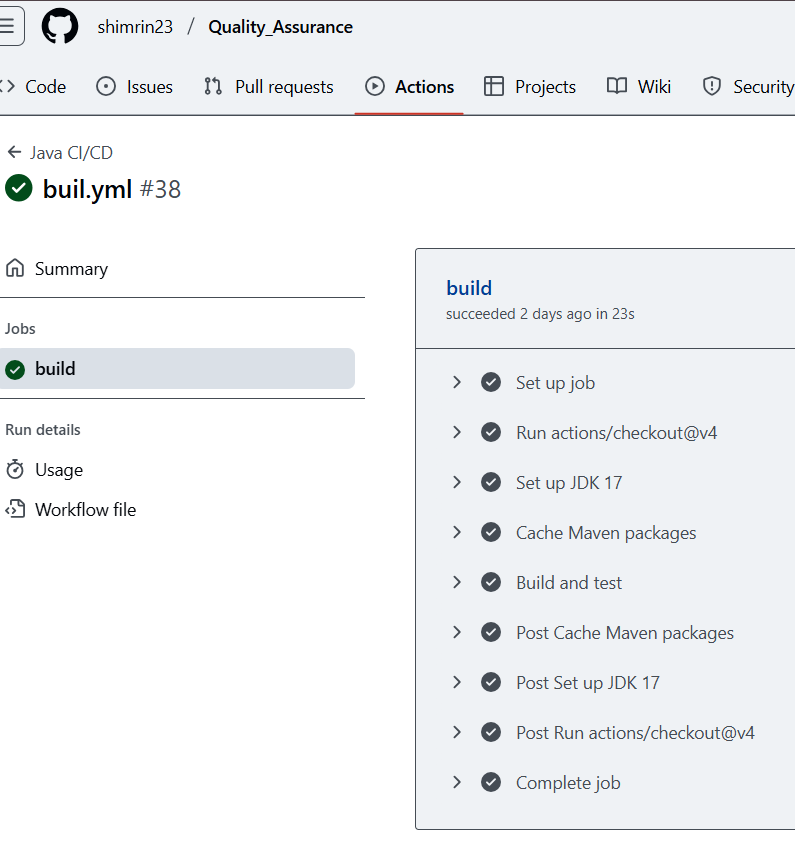 shimrin23 / Quality_Assurance
Code Issues Pull requests Actions Projects Wiki Security
Java CI/CD
buil.yml #38
Summary
Jobs
build
Run details
Usage
Workflow file
build
succeeded 2 days ago in 23s
Set up job
Run actions/checkout@v4
Set up JDK 17
Cache Maven packages
Build and test
Post Cache Maven packages
Post Set up JDK 17
Post Run actions/checkout@v4
Complete job